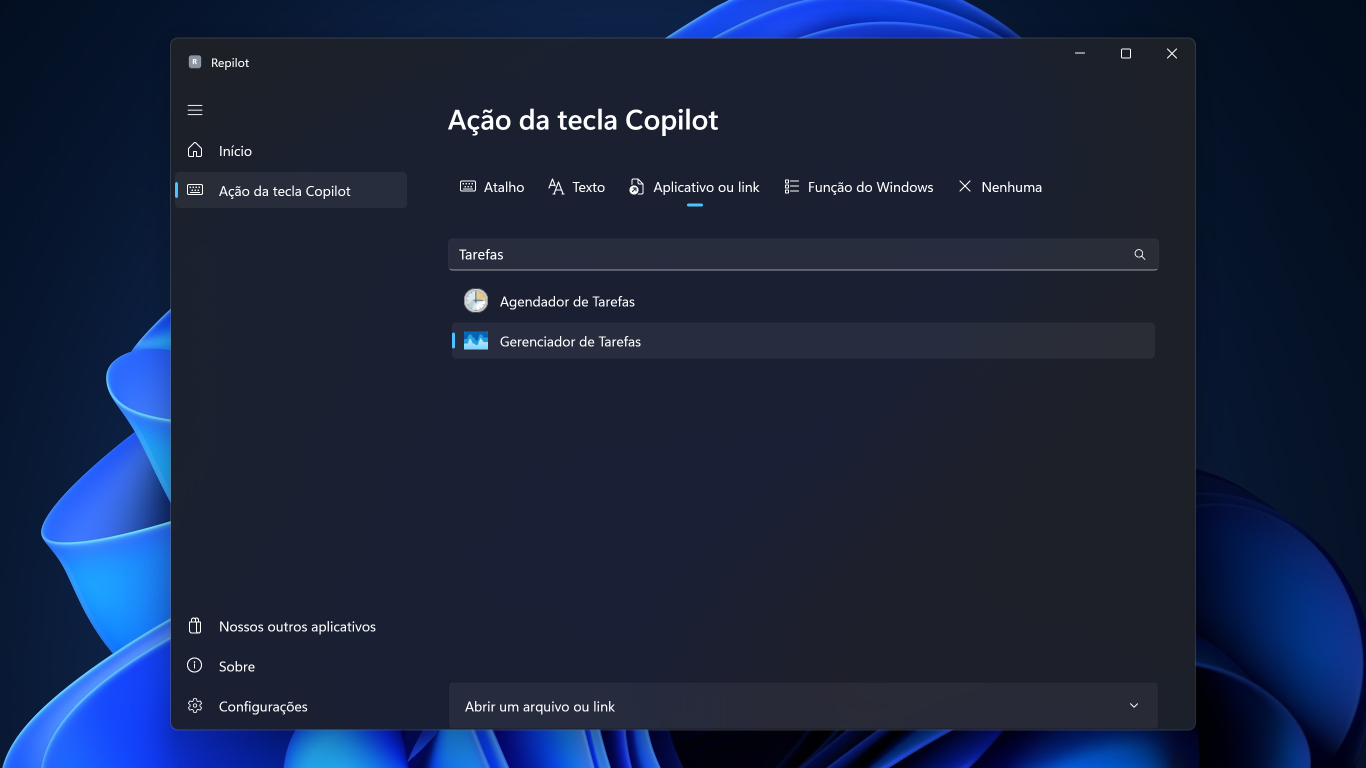 Repilot
Início
Ação da tecla Copilot
Nossos outros aplicativos
Sobre
Configurações
Ação da tecla Copilot
Atalho Texto Aplicativo ou link Função do Windows Nenhuma
Tarefas
Agendador de Tarefas
Gerenciador de Tarefas
Abrir um arquivo ou link